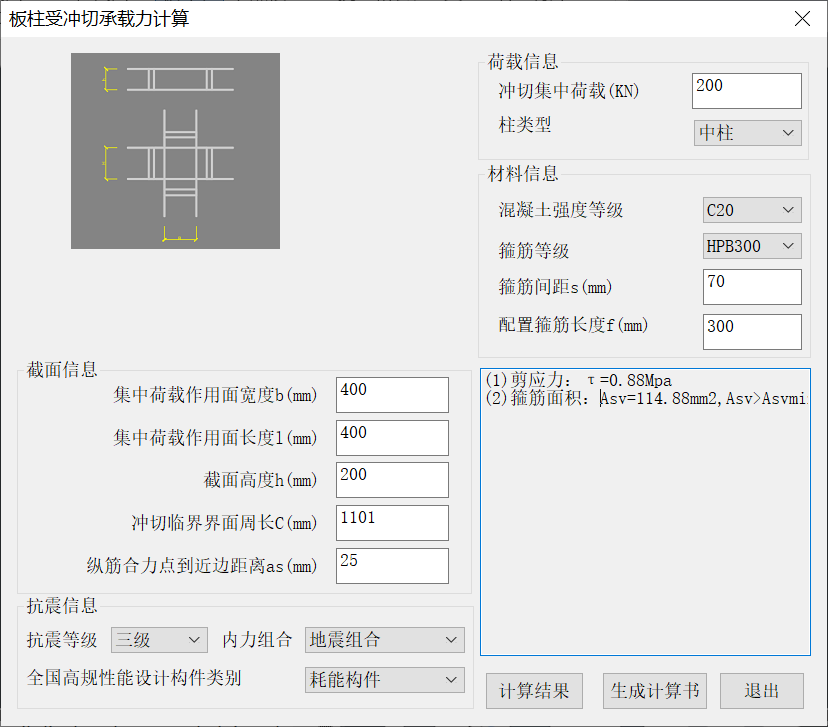 板柱受冲切承载力计算
荷载信息
冲切集中荷载(KN)
200
柱类型
中柱
材料信息
混凝土强度等级
C20
箍筋等级
HPB300
箍筋间距s(mm)
70
配置箍筋长度f(mm)
300
截面信息
集中荷载作用面宽度b(mm)
400
集中荷载作用面长度l(mm)
400
截面高度h(mm)
200
冲切临界界面周长C(mm)
1101
纵筋合力点到近边距离as(mm)
25
(1)剪应力: τ=0.88Mpa
(2)箍筋面积:Asv=114.88mm2,Asv>Asvmi
抗震信息
抗震等级
三级
内力组合
地震组合
全国高规性能设计构件类别
耗能构件
计算结果
生成计算书
退出